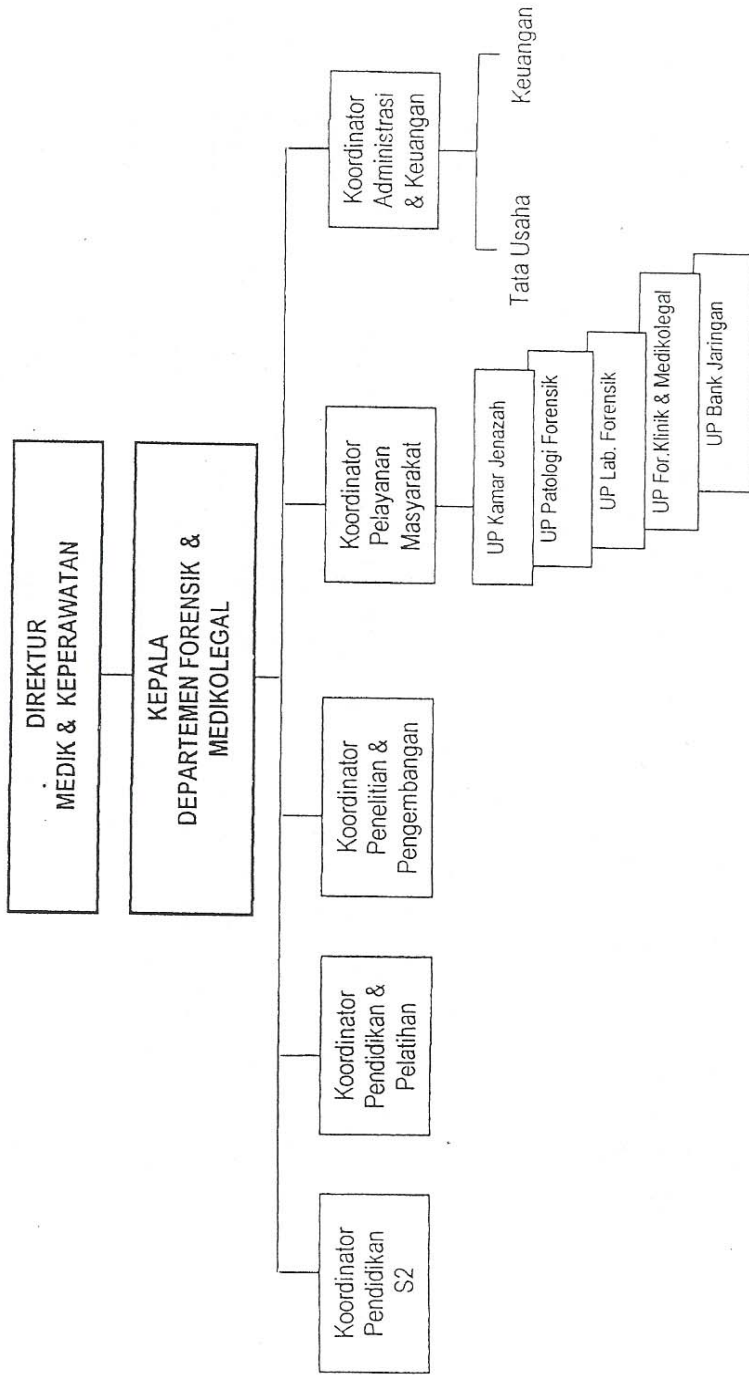 DIREKTUR
MEDIK & KEPERAWATAN
KEPALA
DEPARTEMEN FORENSIK &
MEDIKOLEGAL
Koordinator
Pendidikan
S2
Koordinator
Pendidikan &
Pelatihan
Koordinator
Penelitian &
Pengembangan
Koordinator
Pelayanan
Masyarakat
Koordinator
Administrasi
& Keuangan
UP Kamar Jenazah
UP Patologi Forensik
UP Lab. Forensik
UP For.Klinik & Medikolegal
UP Bank Jaringan
Tata Usaha
Keuangan